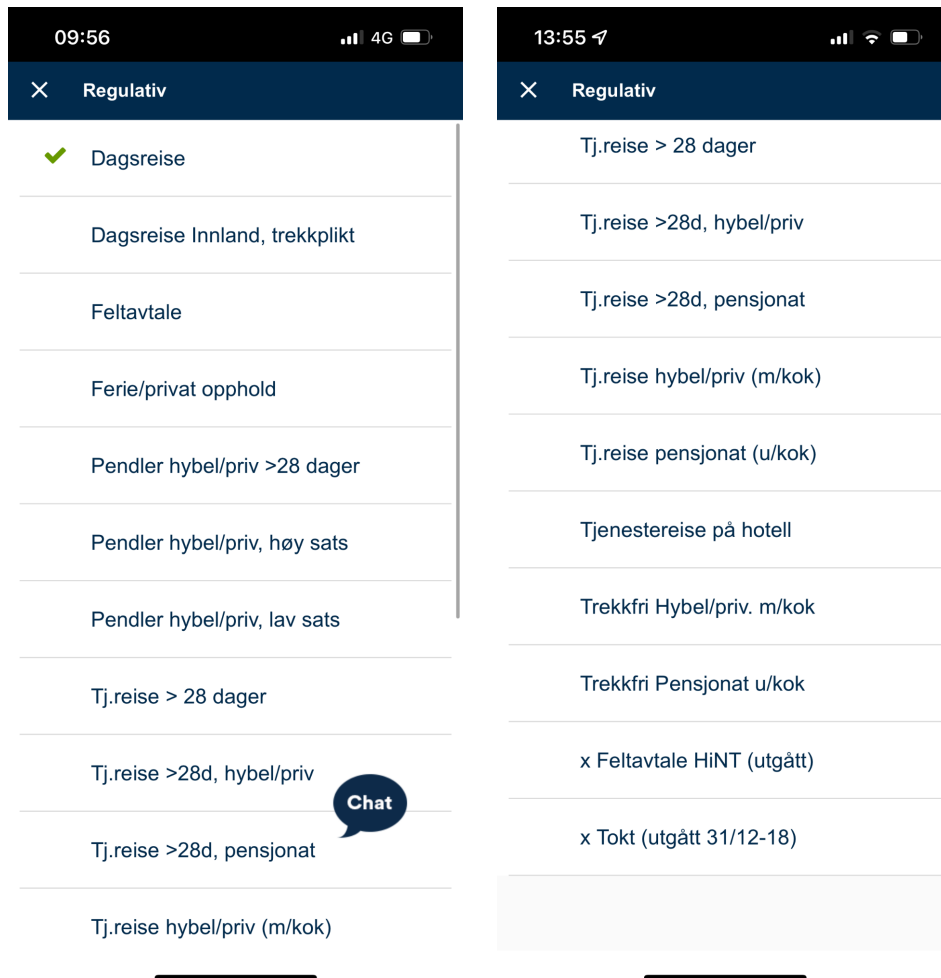 09:56
4G
Regulativ
Dagsreise
Dagsreise Innland, trekkplikt
Feltavtale
Ferie/privat opphold
Pendler hybel/priv >28 dager
Pendler hybel/priv, høy sats
Pendler hybel/priv, lav sats
Tj.reise > 28 dager
Tj.reise >28d, hybel/priv
Chat
Tj.reise >28d, pensjonat
Tj.reise hybel/priv (m/kok)
13:55
Regulativ
Tj.reise > 28 dager
Tj.reise >28d, hybel/priv
Tj.reise >28d, pensjonat
Tj.reise hybel/priv (m/kok)
Tj.reise pensjonat (u/kok)
Tjenestereise på hotell
Trekkfri Hybel/priv. m/kok
Trekkfri Pensjonat u/kok
x Feltavtale HiNT (utgått)
x Tokt (utgått 31/12-18)